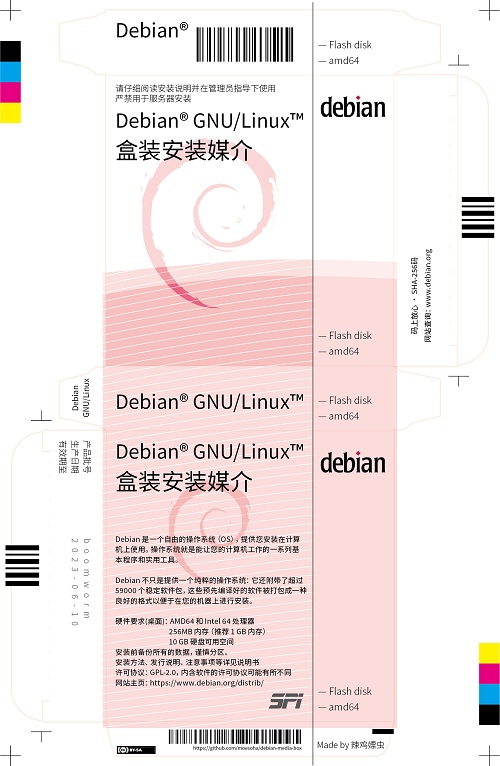 Debian®
— Flash disk
— amd64
请仔细阅读安装说明并在管理员指导下使用
严禁用于服务器安装
Debian® GNU/Linux™
盒装安装媒介
debian
码上放心 · SHA-256码
网站查询：www.debian.org
— Flash disk
— amd64
Debian
GNU/Linux
Debian® GNU/Linux™
— Flash disk
— amd64
产品批号
生产日期
有效期至
boomworm
2023-06-10
Debian® GNU/Linux™
盒装安装媒介
debian
Debian 是一个自由的操作系统（OS），提供您安装在计算
机上使用。操作系统就是能让您的计算机工作的一系列基
本程序和实用工具。
Debian 不只是提供一个纯粹的操作系统：它还附带了超过
59000 个稳定软件包，这些预先编译好的软件被打包成一种
良好的格式以便于在您的机器上进行安装。
硬件要求(桌面)：AMD64 和 Intel 64 处理器
256MB 内存（推荐 1 GB 内存）
10 GB 硬盘可用空间
安装前备份所有的数据，谨慎分区。
安装方法、发行说明、注意事项等详见说明书
许可协议：GPL-2.0，内含软件的许可协议可能有所不同
网站主页：https://www.debian.org/distrib/
SPI
— Flash disk
— amd64
BY-SA
https://github.com/moesoha/debian-media-box
Made by 辣鸡嫖虫